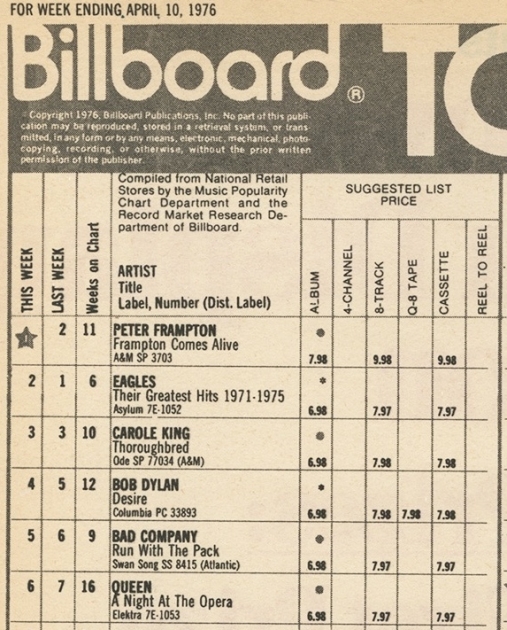 FOR WEEK ENDING APRIL 10, 1976
Billboard ® TO
© Copyright 1976, Billboard Publications, Inc. No part of this publi-
cation may be reproduced, stored in a retrieval system, or trans
mitted, in any form or by any means, electronic, mechanical, photo-
copying, recording, or otherwise, without the prior written
permission of the publisher.
THIS WEEK
LAST WEEK
Weeks on Chart
Compiled from National Retail
Stores by the Music Popularity
Chart Department and the
Record Market Research De-
partment of Billboard.
ARTIST
Title
Label, Number (Dist. Label)
SUGGESTED LIST
PRICE
ALBUM
4-CHANNEL
8-TRACK
Q-8 TAPE
CASSETTE
REEL TO REEL
1 2 11 PETER FRAMPTON
Frampton Comes Alive
A&M SP 3703 7.98 9.98 9.98
2 1 6 EAGLES
Their Greatest Hits 1971-1975
Asylum 7E-1052 6.98 7.97 7.97
3 3 10 CAROLE KING
Thoroughbred
Ode SP 77034 (A&M) 6.98 7.98 7.98
4 5 12 BOB DYLAN
Desire
Columbia PC 33893 6.98 7.98 7.98 7.98
5 6 9 BAD COMPANY
Run With The Pack
Swan Song SS 8415 (Atlantic) 6.98 7.97 7.97
6 7 16 QUEEN
A Night At The Opera
Elektra 7E-1053 6.98 7.97 7.97